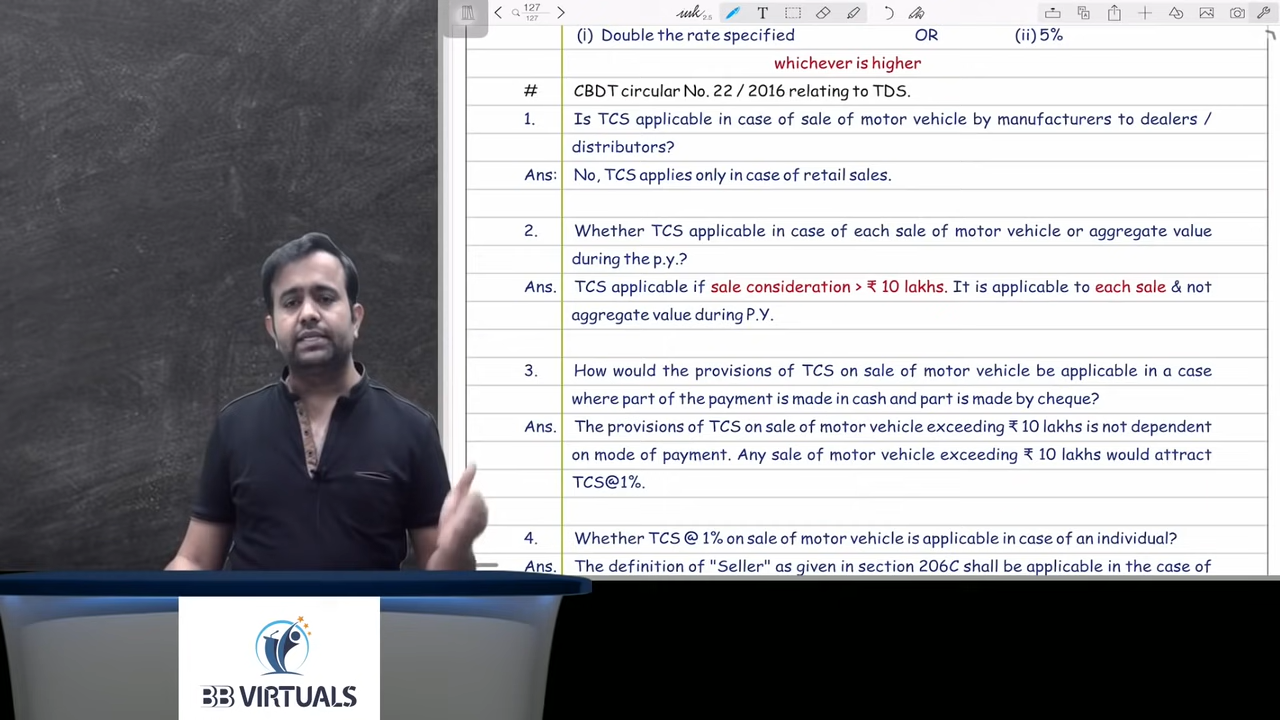 127
127
2.5
T
(i) Double the rate specified OR (ii) 5%
whichever is higher
# CBDT circular No. 22 / 2016 relating to TDS.
1. Is TCS applicable in case of sale of motor vehicle by manufacturers to dealers /
distributors?
Ans: No, TCS applies only in case of retail sales.
2. Whether TCS applicable in case of each sale of motor vehicle or aggregate value
during the p.y.?
Ans. TCS applicable if sale consideration > ₹ 10 lakhs. It is applicable to each sale & not
aggregate value during P.Y.
3. How would the provisions of TCS on sale of motor vehicle be applicable in a case
where part of the payment is made in cash and part is made by cheque?
Ans. The provisions of TCS on sale of motor vehicle exceeding ₹ 10 lakhs is not dependent
on mode of payment. Any sale of motor vehicle exceeding ₹ 10 lakhs would attract
TCS@1%.
4. Whether TCS @ 1% on sale of motor vehicle is applicable in case of an individual?
Ans. The definition of "Seller" as given in section 206C shall be applicable in the case of
BB VIRTUALS